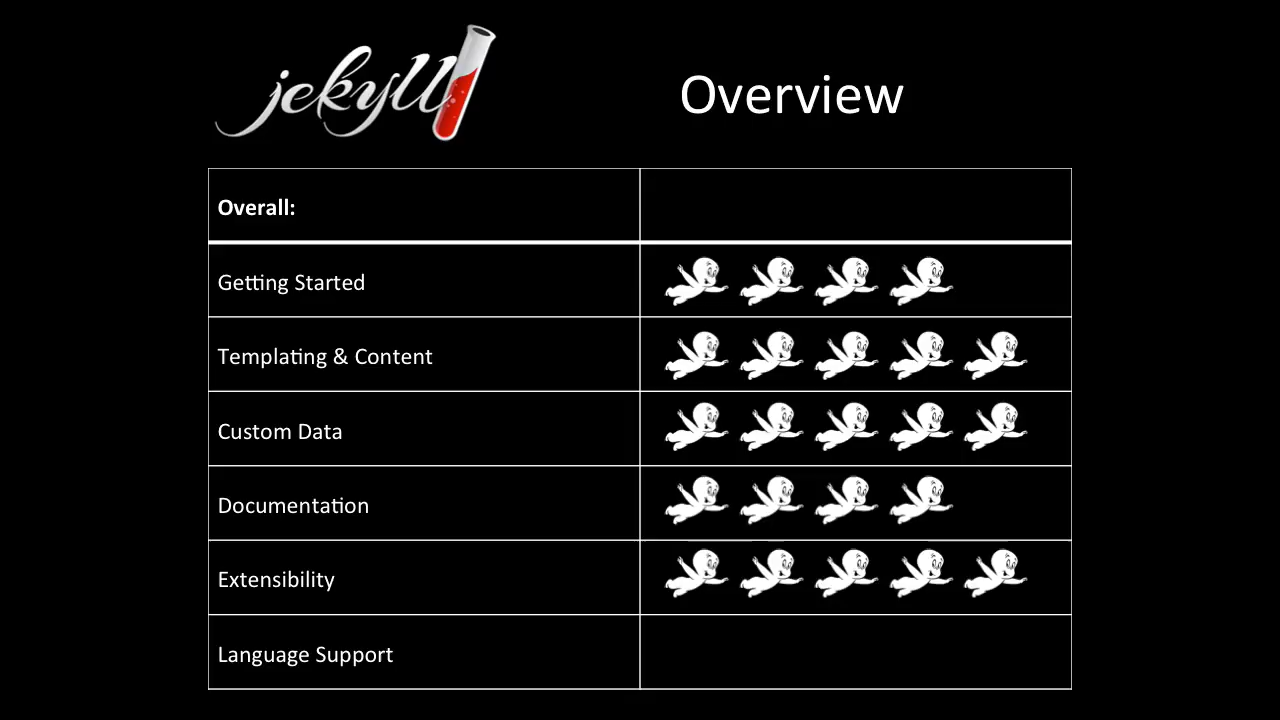 jekyll
Overview
Overall:
Getting Started
Templating & Content
Custom Data
Documentation
Extensibility
Language Support